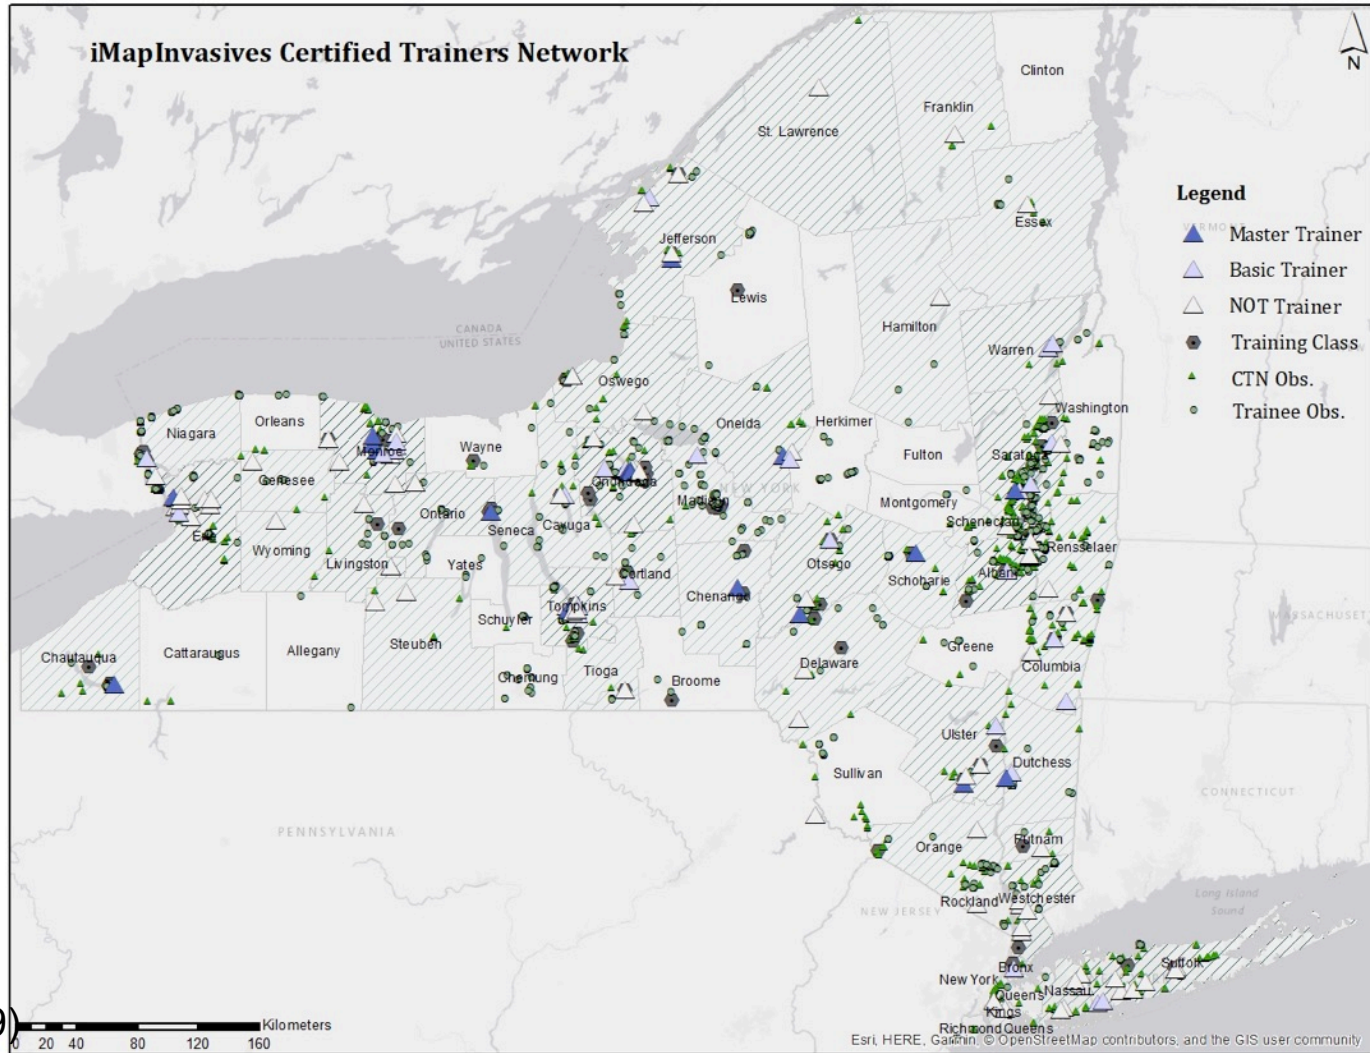 iMapInvasives Certified Trainers Network
N
Clinton
Franklin
St. Lawrence
Legend
VERMONT
Essex
Master Trainer
Jefferson
Basic Trainer
Lewis
NOT Trainer
Hamilton
CANADA
UNITED STATES
Warren
Training Class
Oswego
CTN Obs.
Washington
Trainee Obs.
Orleans
Oneida
Herkimer
Niagara
Monroe
Wayne
Fulton
Saratoga
Genesee
Onondaga
Madison
NEW YORK
Montgomery
Ontario
Seneca
Cayuga
Schenectady
Erie
Wyoming
Rensselaer
Livingston
Yates
Cortland
Otsego
Schoharie
Albany
Chenango
Tompkins
Schuyler
MASSACHUSET
Steuben
Greene
Chautauqua
Cattaraugus
Allegany
Delaware
Columbia
Chemung
Tioga
Broome
Ulster
Dutchess
Sullivan
CONNECTICUT
PENNSYLVANIA
Orange
Putnam
Long Island
Sound
Rockland
Westchester
NEW JERSEY
Suffolk
Bronx
New York
Nassau
Queens
Kings
Richmond
Queens
9)
Kilometers
0 20 40 80 120 160
Esri, HERE, Garmin, © OpenStreetMap contributors, and the GIS user community